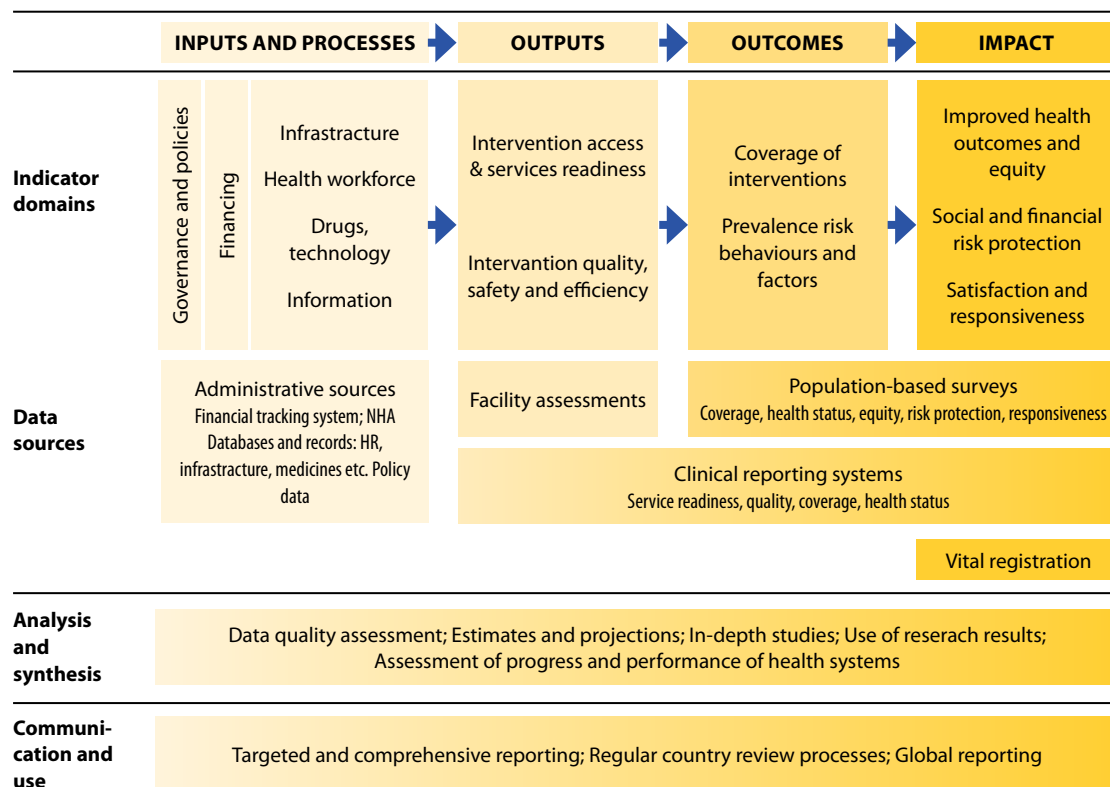 INPUTS AND PROCESSES
OUTPUTS
OUTCOMES
IMPACT
Indicator
domains
Governance and policies
Financing
Infrastracture
Health workforce
Drugs,
technology
Information
Intervention access
& services readiness
Intervantion quality,
safety and efficiency
Coverage of
interventions
Prevalence risk
behaviours and
factors
Improved health
outcomes and
equity
Social and financial
risk protection
Satisfaction and
responsiveness
Data
sources
Administrative sources
Financial tracking system; NHA
Databases and records: HR,
infrastructure, medicines etc. Policy
data
Facility assessments
Population-based surveys
Coverage, health status, equity, risk protection, responsiveness
Clinical reporting systems
Service readiness, quality, coverage, health status
Vital registration
Analysis
and
synthesis
Data quality assessment; Estimates and projections; In-depth studies; Use of reserach results;
Assessment of progress and performance of health systems
Communi-
cation and
use
Targeted and comprehensive reporting; Regular country review processes; Global reporting